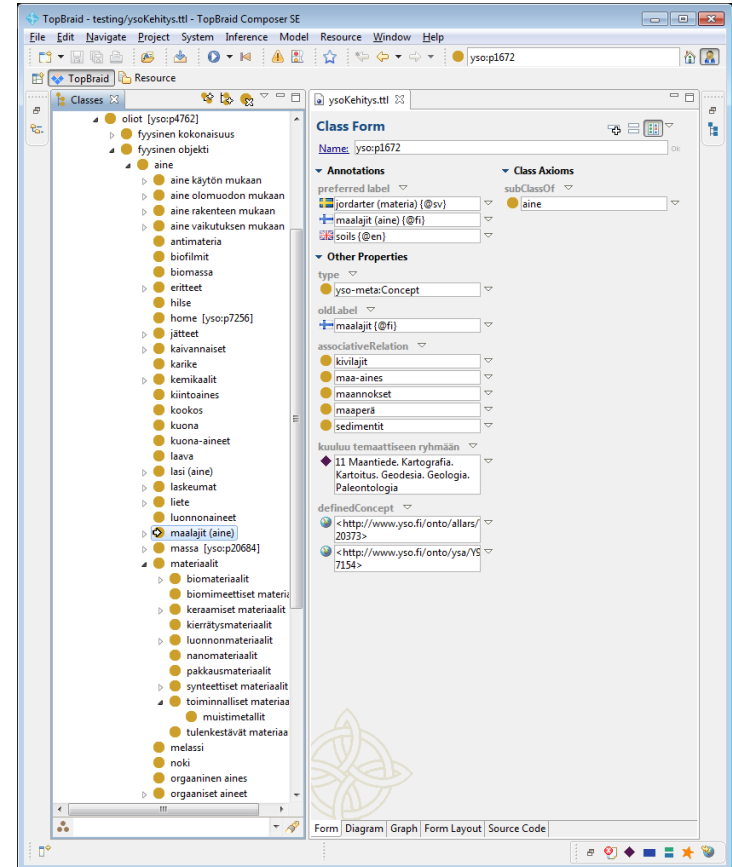 TopBraid - testing/ysoKehitys.ttl - TopBraid Composer SE
File Edit Navigate Project System Inference Model Resource Window Help
yso:p1672
TopBraid Resource
Classes
oliot [yso:p4762]
fyysinen kokonaisuus
fyysinen objekti
aine
aine käytön mukaan
aine olomuodon mukaan
aine rakenteen mukaan
aine vaikutuksen mukaan
antimateria
biofilmit
biomassa
eritteet
hilse
home [yso:p7256]
jätteet
kaivannaiset
karike
kemikaalit
kiintoaines
kookos
kuona
kuona-aineet
laava
lasi (aine)
laskeumat
liete
luonnonaineet
maalajit (aine)
massa [yso:p20684]
materiaalit
biomateriaalit
biomimeettiset materia
keraamiset materiaalit
kierrätysmateriaalit
luonnonmateriaalit
nanomateriaalit
pakkausmateriaalit
synteettiset materiaalit
toiminnalliset materiaa
muistimetallit
tulenkestävät materiaa
melassi
noki
orgaaninen aines
orgaaniset aineet
ysoKehitys.ttl
Class Form
Name: yso:p1672
Ok
Annotations
preferred label
jordarter (materia) {@sv}
maalajit (aine) {@fi}
soils {@en}
Other Properties
type
yso-meta:Concept
oldLabel
maalajit {@fi}
associativeRelation
kivilajit
maa-aines
maannokset
maaperä
sedimentit
kuuluu temaattiseen ryhmään
11 Maantiede. Kartografia.
Kartoitus. Geodesia. Geologia.
Paleontologia
definedConcept
<http://www.yso.fi/onto/allars/
20373>
<http://www.yso.fi/onto/ysa/Y9
7154>
Class Axioms
subClassOf
aine
Form Diagram Graph Form Layout Source Code